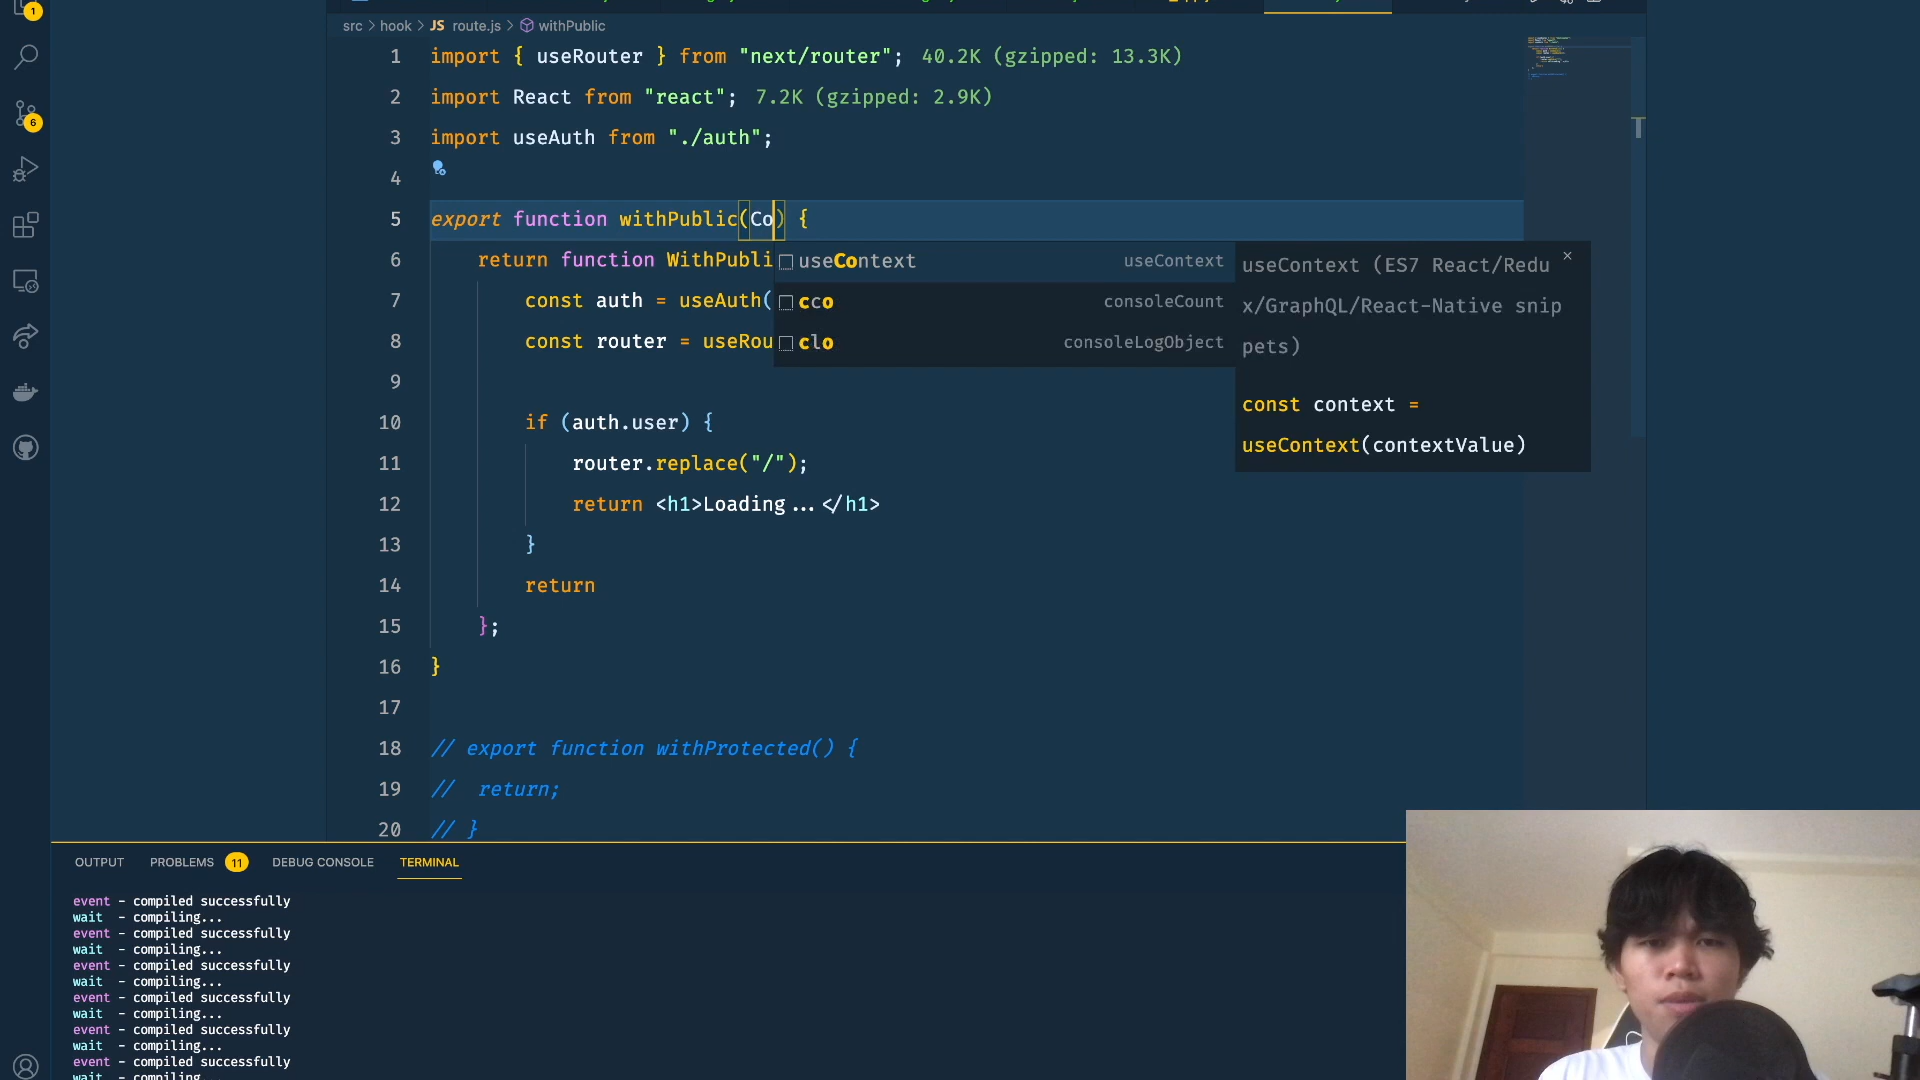 1
6
src > hook > JS route.js > withPublic
1 import { useRouter } from "next/router"; 40.2K (gzipped: 13.3K)
2 import React from "react"; 7.2K (gzipped: 2.9K)
3 import useAuth from "./auth";
4
5 export function withPublic(Co) {
6 return function WithPubli
7 const auth = useAuth(
8 const router = useRou
9
10 if (auth.user) {
11 router.replace("/");
12 return <h1>Loading...</h1>
13 }
14 return
15 };
16 }
17
18 // export function withProtected() {
19 // return;
20 // }
useContext useContext
cco consoleCount
clo consoleLogObject
useContext (ES7 React/Redu
x/GraphQL/React-Native snip
pets)
const context =
useContext(contextValue)
OUTPUT PROBLEMS 11 DEBUG CONSOLE TERMINAL
event - compiled successfully
wait - compiling...
event - compiled successfully
wait - compiling...
event - compiled successfully
wait - compiling...
event - compiled successfully
wait - compiling...
event - compiled successfully
wait - compiling...
event - compiled successfully
wait - compiling...